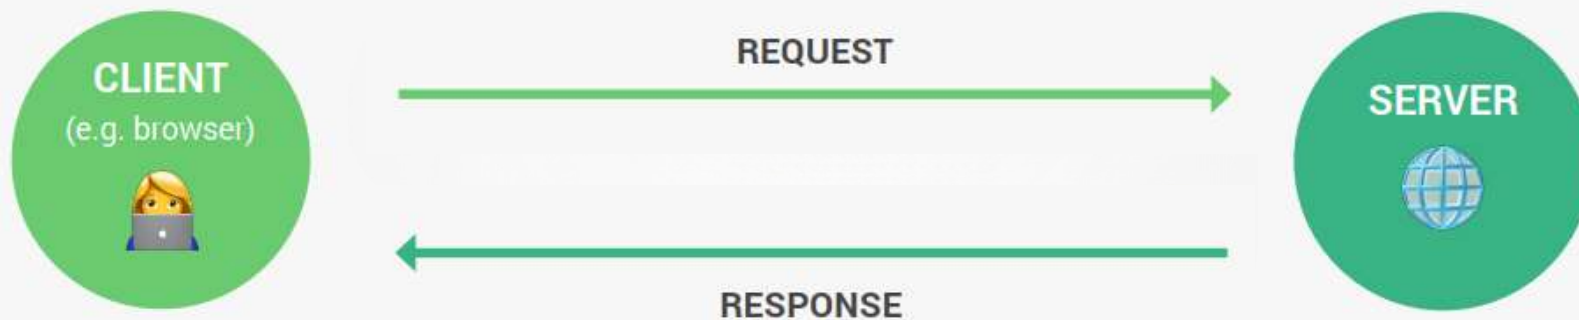 CLIENT
(e.g. browser)
REQUEST
SERVER
RESPONSE